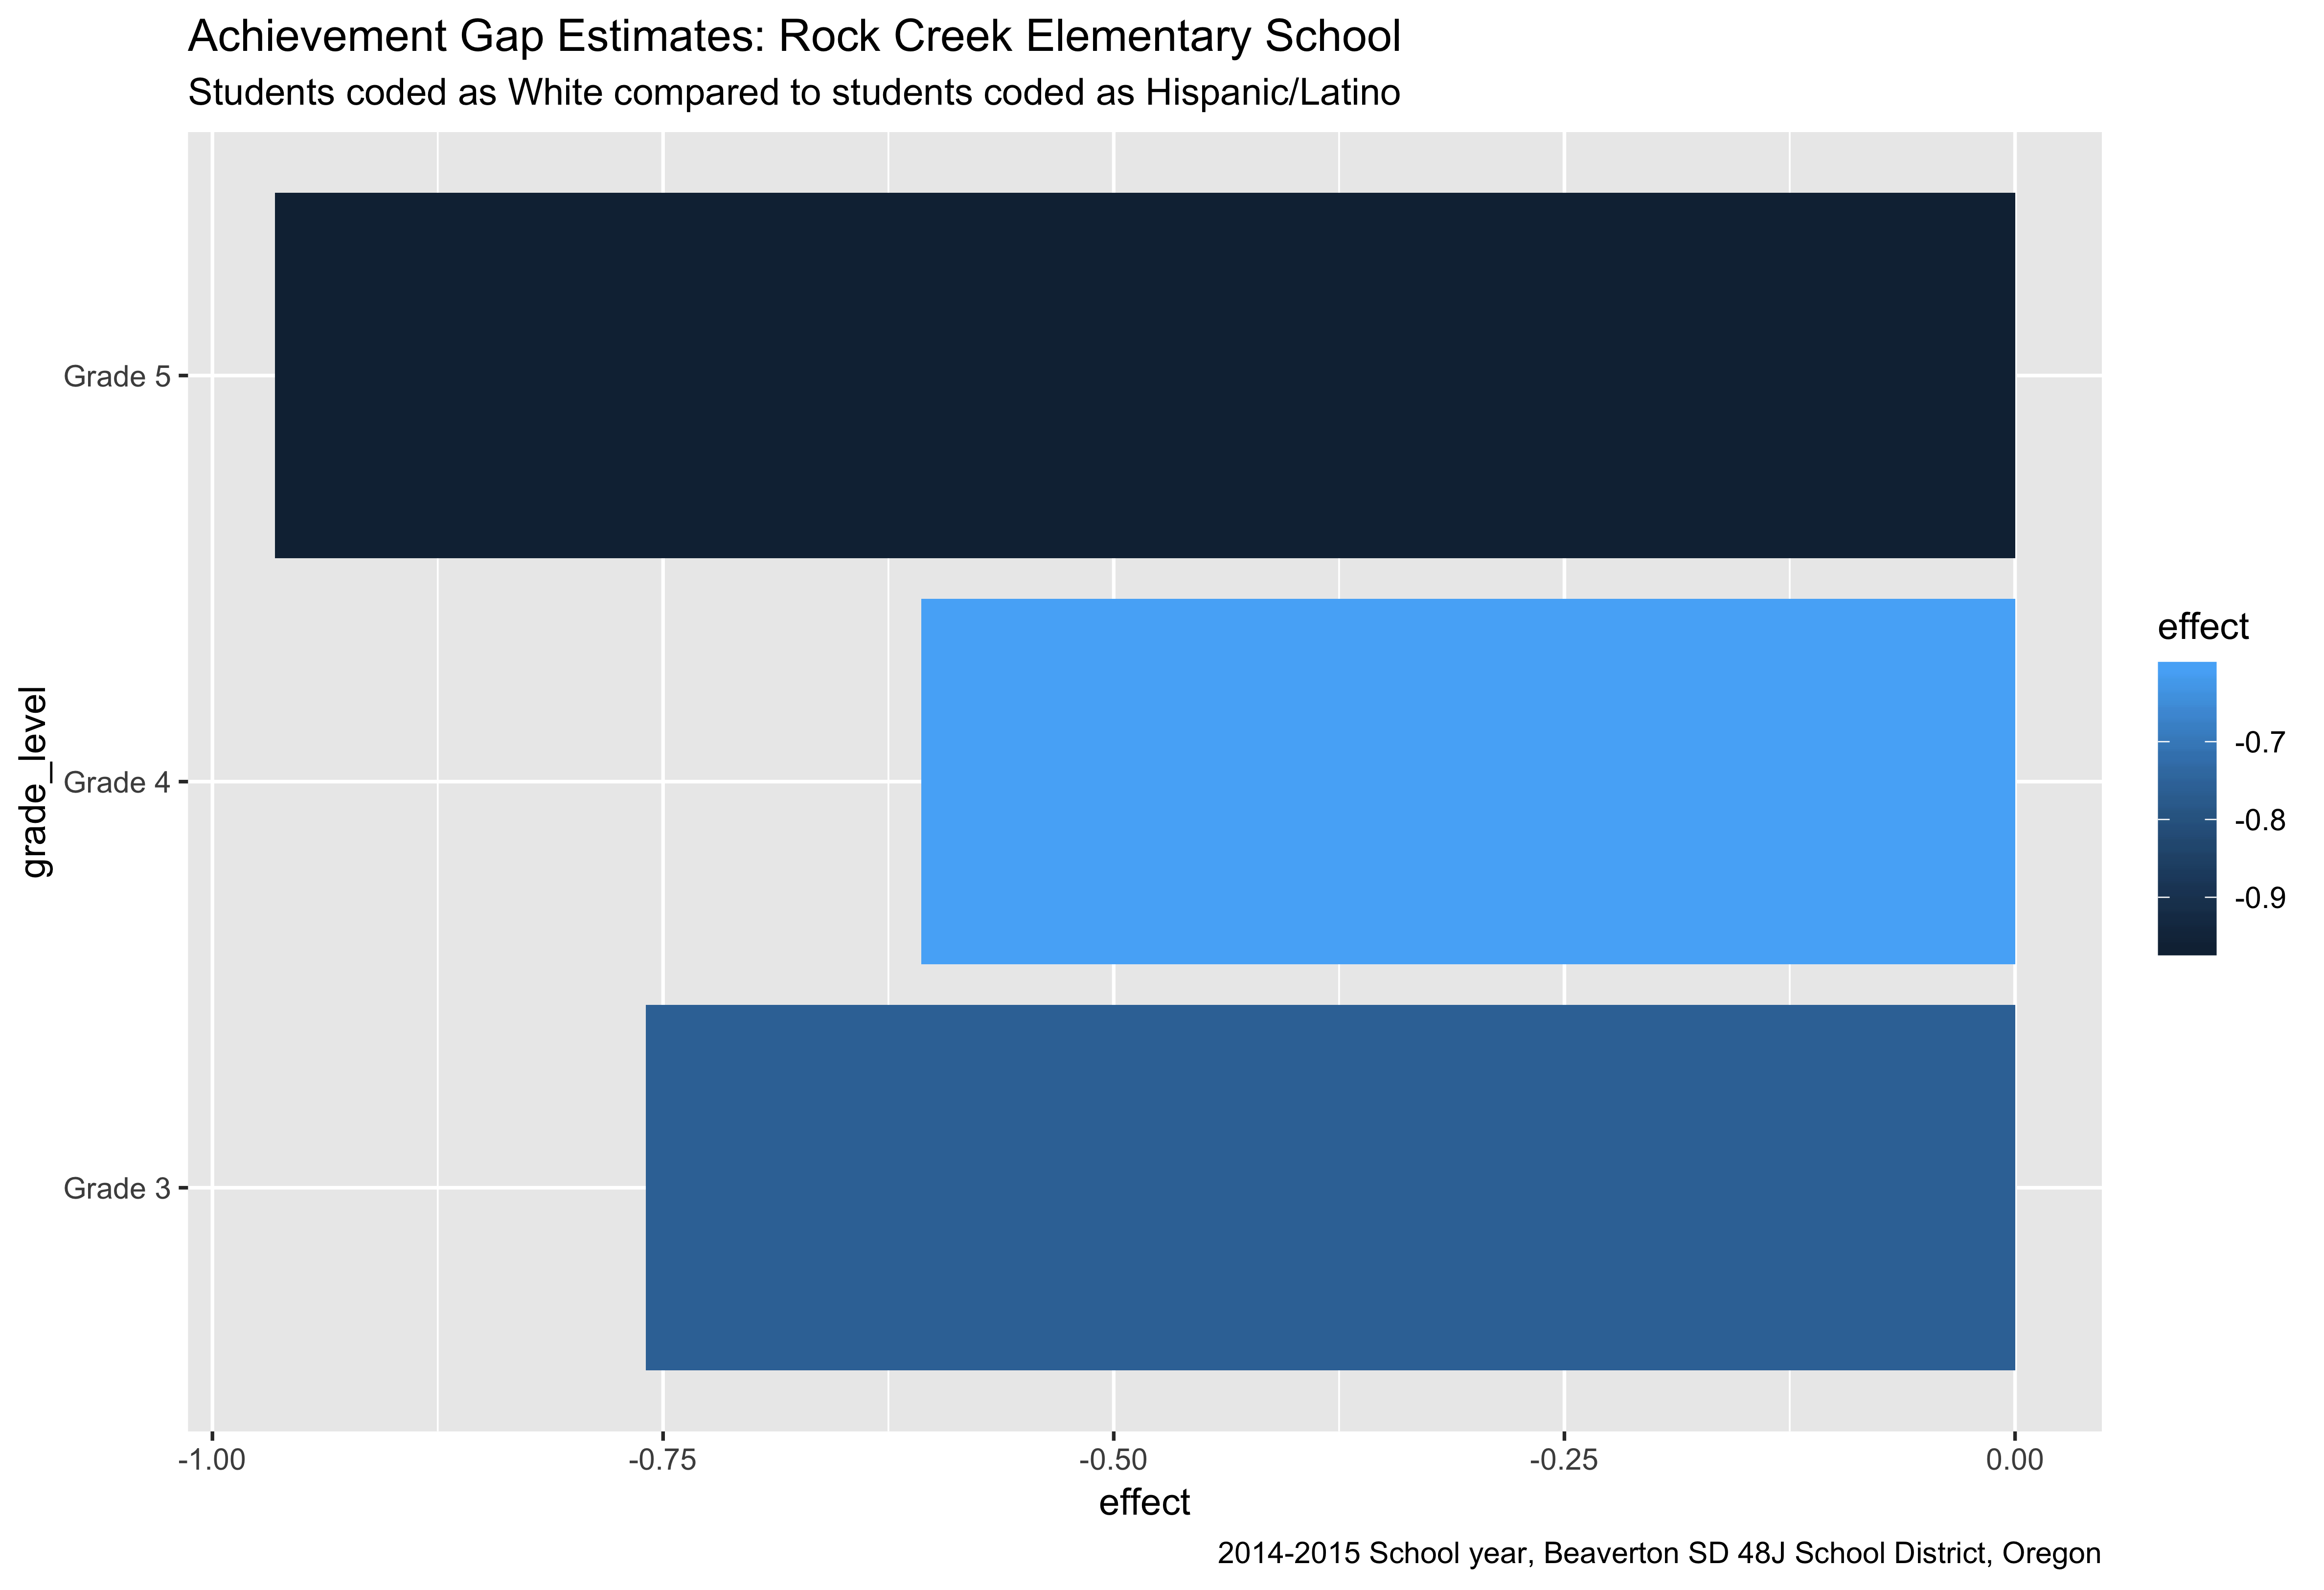 Achievement Gap Estimates: Rock Creek Elementary School
Students coded as White compared to students coded as Hispanic/Latino
grade_level
Grade 5
Grade 4
Grade 3
-1.00
-0.75
-0.50
-0.25
0.00
effect
effect
-0.7
-0.8
-0.9
2014-2015 School year, Beaverton SD 48J School District, Oregon